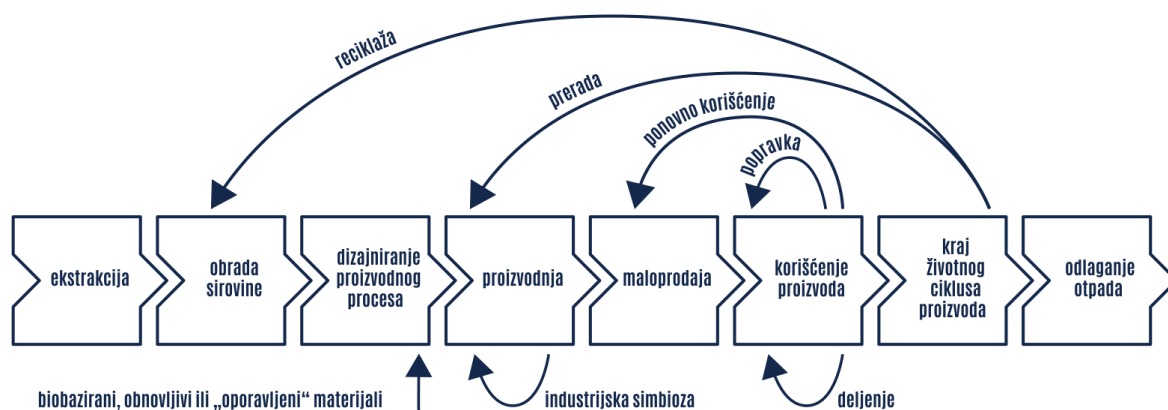 reciklaža
prerada
ponovno korišćenje
popravka
ekstrakcija
obrada
sirovine
dizajniranje
proizvodnog
procesa
proizvodnja
maloprodaja
korišćenje
proizvoda
kraj
životnog
ciklusa
proizvoda
odlaganje
otpada
biobazirani, obnovljivi ili „oporavljeni“ materijali
industrijska simbioza
deljenje